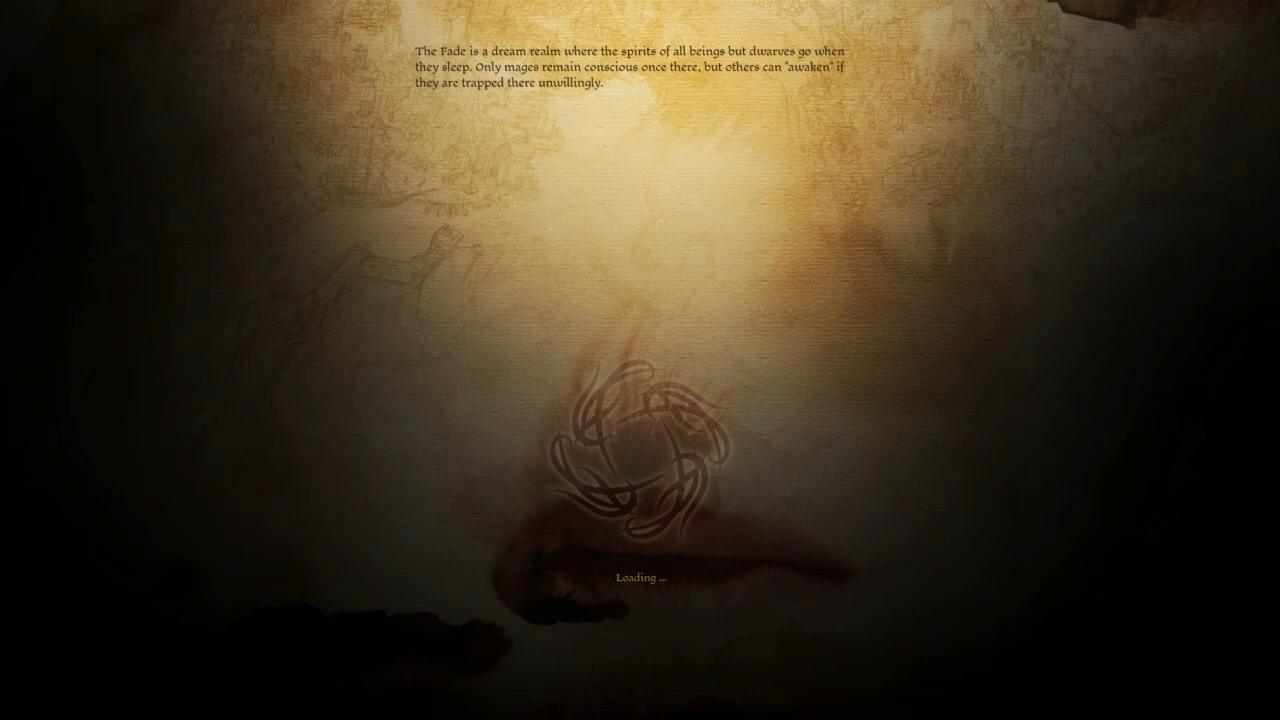 The Fade is a dream realm where the spirits of all beings but dwarves go when
they sleep. Only mages remain conscious once there, but others can "awaken" if
they are trapped there unwillingly.
Loading ...